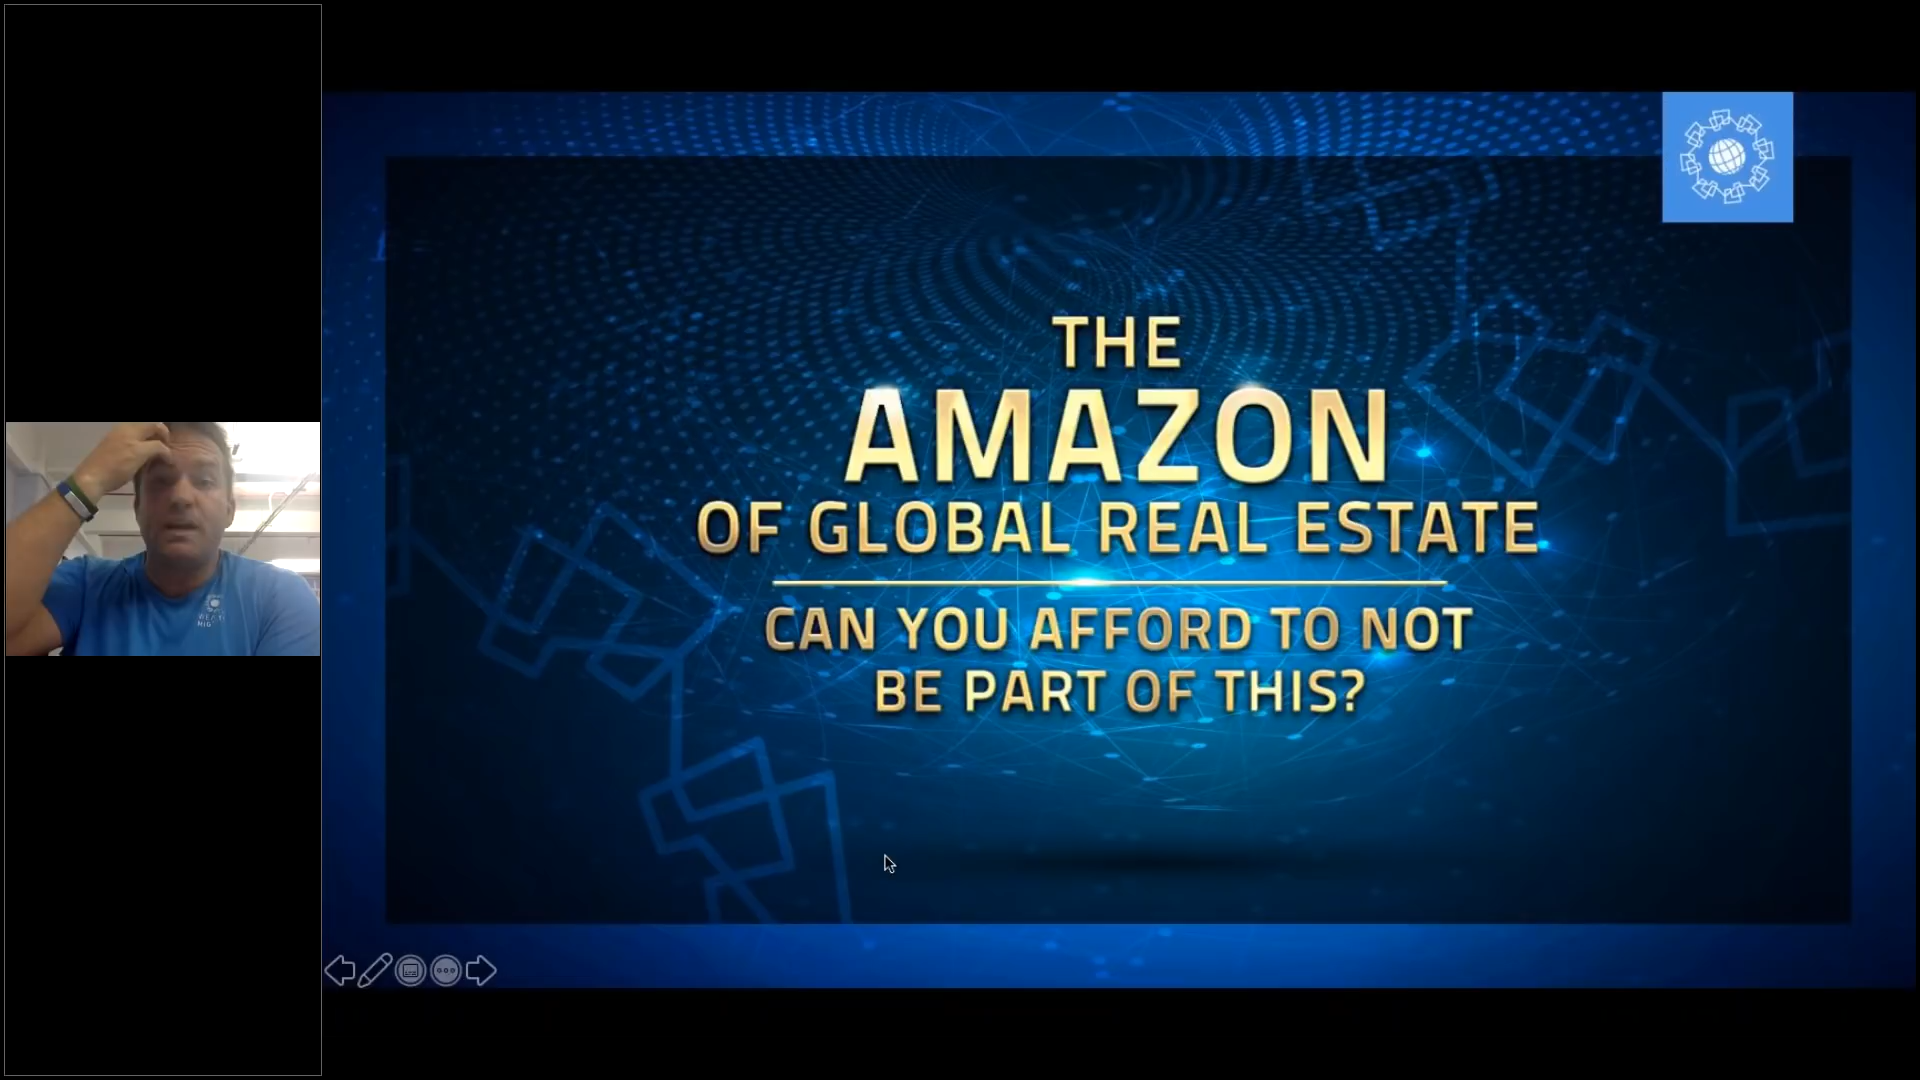 THE
AMAZON
OF GLOBAL REAL ESTATE
CAN YOU AFFORD TO NOT
BE PART OF THIS?